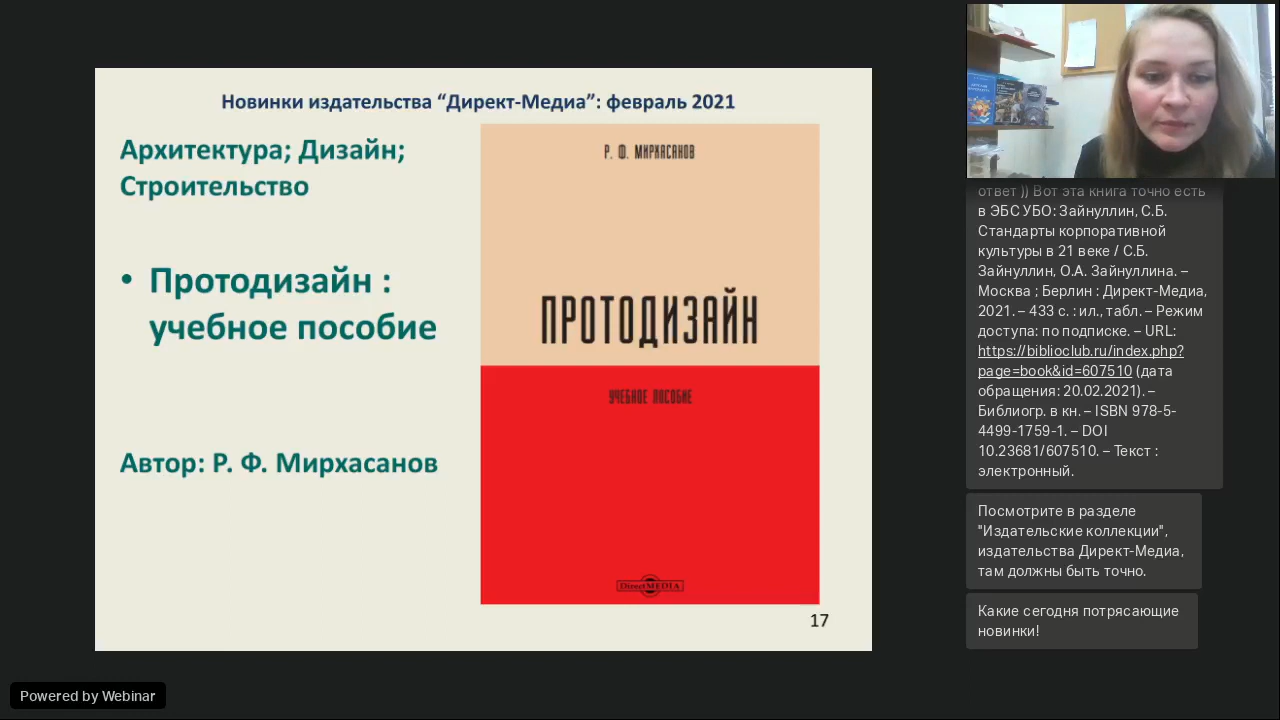 Новинки издательства “Директ-Медиа”: февраль 2021
Архитектура; Дизайн;
Строительство
• Протодизайн :
учебное пособие
Автор: Р. Ф. Мирхасанов
Р. Ф. МИРХАСАНОВ
ПРОТОДИЗАЙН
УЧЕБНОЕ ПОСОБИЕ
DirectMEDIA
17
ответ )) Вот эта книга точно есть
в ЭБС УБО: Зайнуллин, С.Б.
Стандарты корпоративной
культуры в 21 веке / С.Б.
Зайнуллин, О.А. Зайнуллина. –
Москва ; Берлин : Директ-Медиа,
2021. – 433 с. : ил., табл. – Режим
доступа: по подписке. – URL:
https://biblioclub.ru/index.php?
page=book&id=607510 (дата
обращения: 20.02.2021). –
Библиогр. в кн. – ISBN 978-5-
4499-1759-1. – DOI
10.23681/607510. – Текст :
электронный.
Посмотрите в разделе
"Издательские коллекции",
издательства Директ-Медиа,
там должны быть точно.
Какие сегодня потрясающие
новинки!
Powered by Webinar